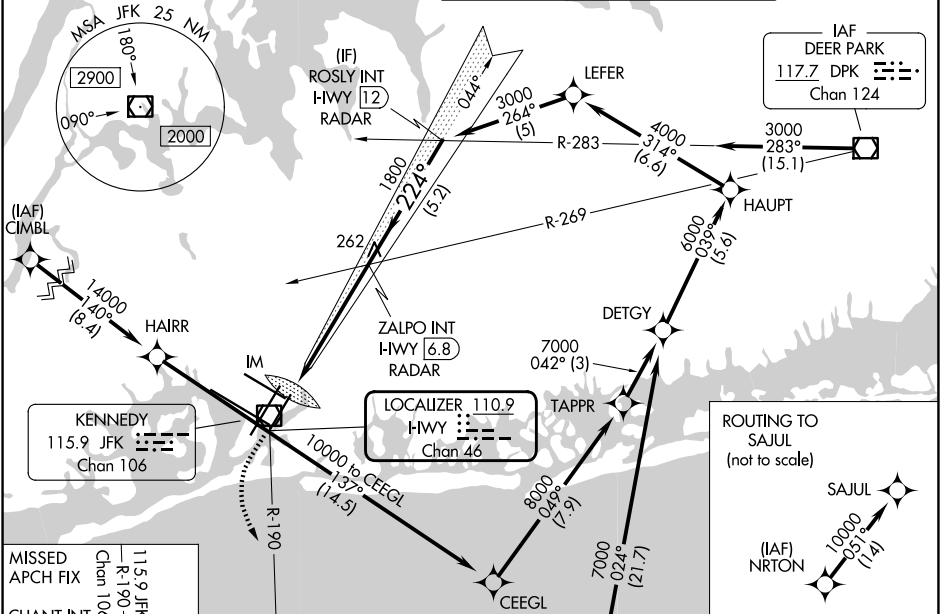 MSA JFK 25 NM
180°
2900
090°
2000
(IF)
ROSLY INT
I-WY 12
RADAR
044°
LEFER
3000
264°
(5)
IAF
DEER PARK
117.7 DPK
Chan 124
4000
314°
(6.6)
R-283
3000
283°
(15.1)
1800
224°
(5.2)
HAUPT
R-269
262
6000
039°
(5.6)
(IAF)
CIMBL
14000
140°
(8.4)
HAIRR
ZALPO INT
I-IWY 6.8
RADAR
DETGY
7000
042° (3)
IM
TAPPR
KENNEDY
115.9 JFK
Chan 106
LOCALIZER 110.9
I-IWY
Chan 46
10000 to CEEGL
137°
(14.5)
R-190
8000
049°
(7.9)
7000
024°
(21.7)
CEEGL
ROUTING TO
SAJUL
(not to scale)
SAJUL
10000
051°
(14)
(IAF)
NRTON
MISSED
APCH FIX
115.9 JFK
R-190
Chan 106
CHANT INT